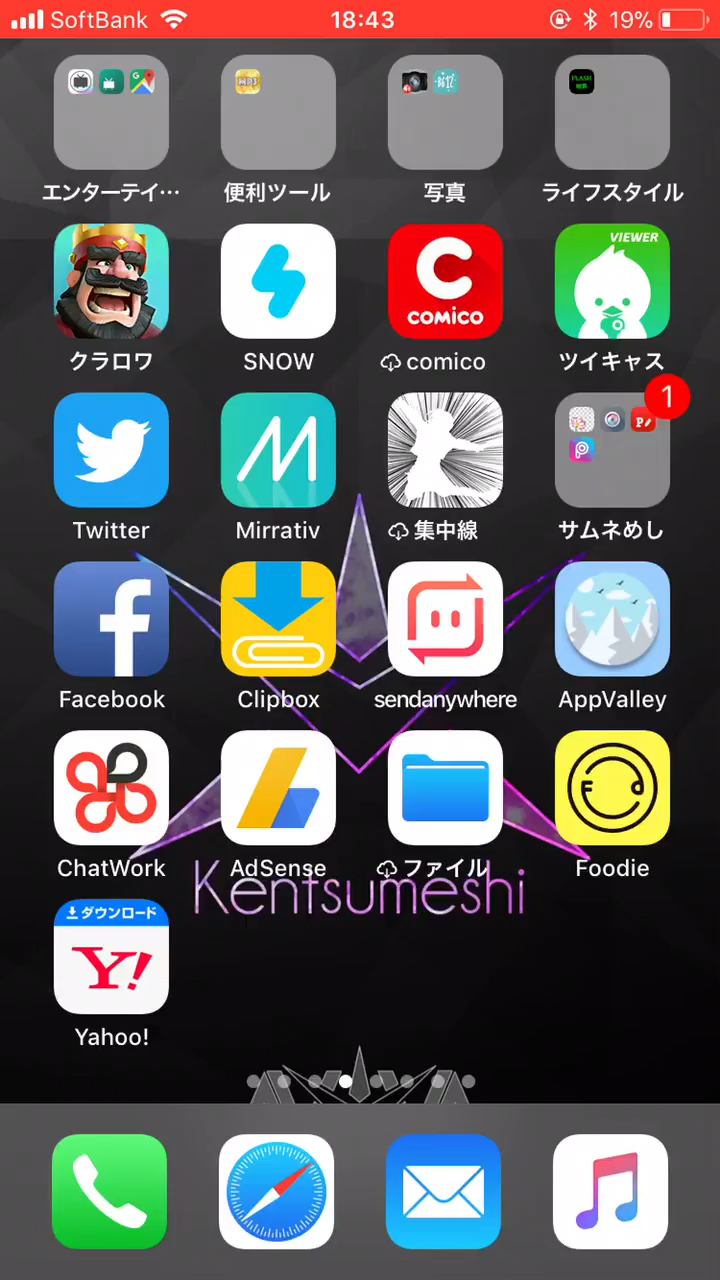 SoftBank 18:43 19%
エンターテイ… 便利ツール 写真 ライフスタイル
VIEWER
comico
クラロワ SNOW comico ツイキャス
1
Twitter Mirrativ 集中線 サムネめし
Facebook Clipbox sendanywhere AppValley
ChatWork AdSense ファイル Foodie
Kentsumeshi
ダウンロード
Y!
Yahoo!